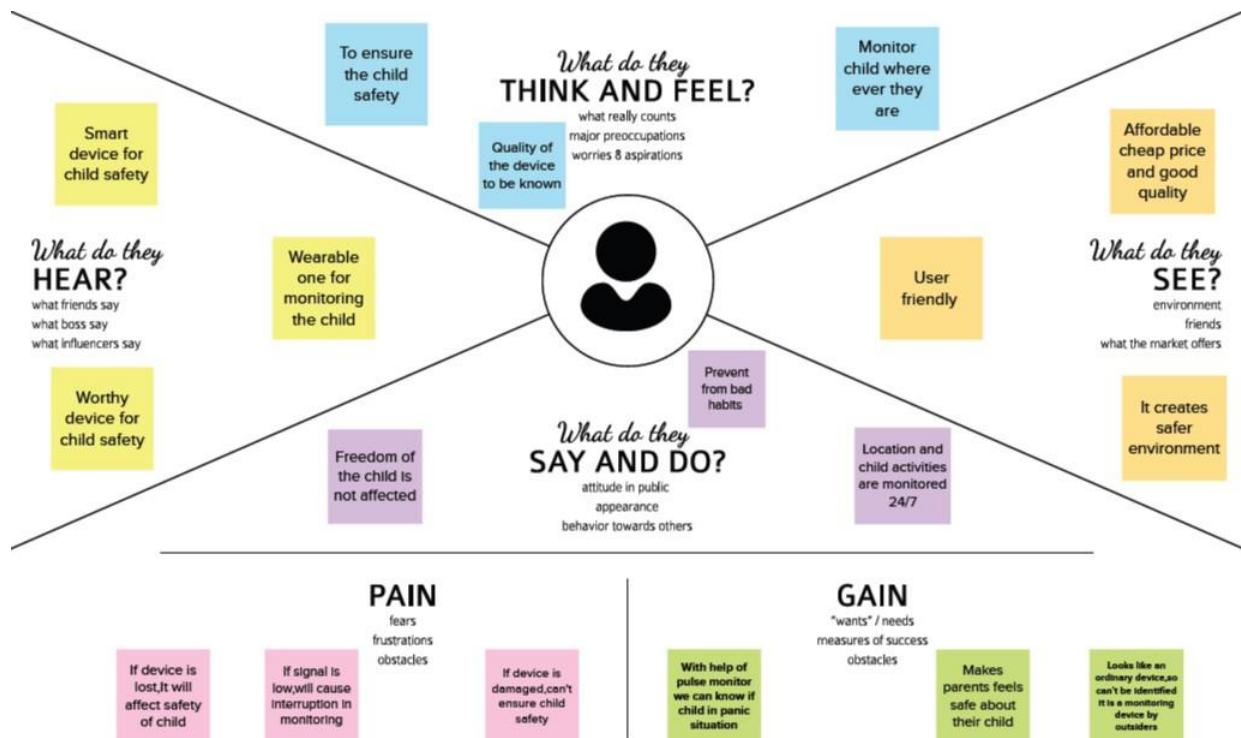 To ensure
the child
safety
What do they
THINK AND FEEL?
what really counts
major preoccupations
worries 8 aspirations
Quality of
the device
to be known
Monitor
child where
ever they
are
Smart
device for
child safety
What do they
HEAR?
what friends say
what boss say
what influencers say
Wearable
one for
monitoring
the child
Worthy
device for
child safety
Affordable
cheap price
and good
quality
User
friendly
What do they
SEE?
environment
friends
what the market offers
It creates
safer
environment
Prevent
from bad
habits
Freedom of
the child is
not affected
What do they
SAY AND DO?
attitude in public
appearance
behavior towards others
Location and
child activities
are monitored
24/7
PAIN
fears
frustrations
obstacles
If device is
lost,It will
affect safety
of child
If signal is
low,will cause
interruption in
monitoring
If device is
damaged,can't
ensure child
safety
GAIN
"wants" / needs
measures of success
obstacles
With help of
pulse monitor
we can know if
child in panic
situation
Makes
parents feels
safe about
their child
Looks like an
ordinary device,so
can't be identified
it is a monitoring
device by
outsiders